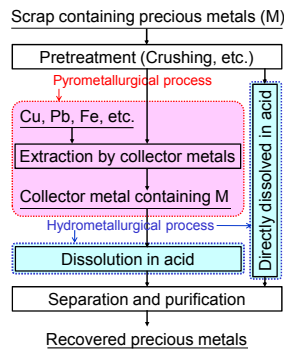 Scrap containing precious metals (M)
Pretreatment (Crushing, etc.)
Pyrometallurgical process
Cu, Pb, Fe, etc.
Extraction by collector metals
Collector metal containing M
Hydrometallurgical process
Dissolution in acid
Directly dissolved in acid
Separation and purification
Recovered precious metals